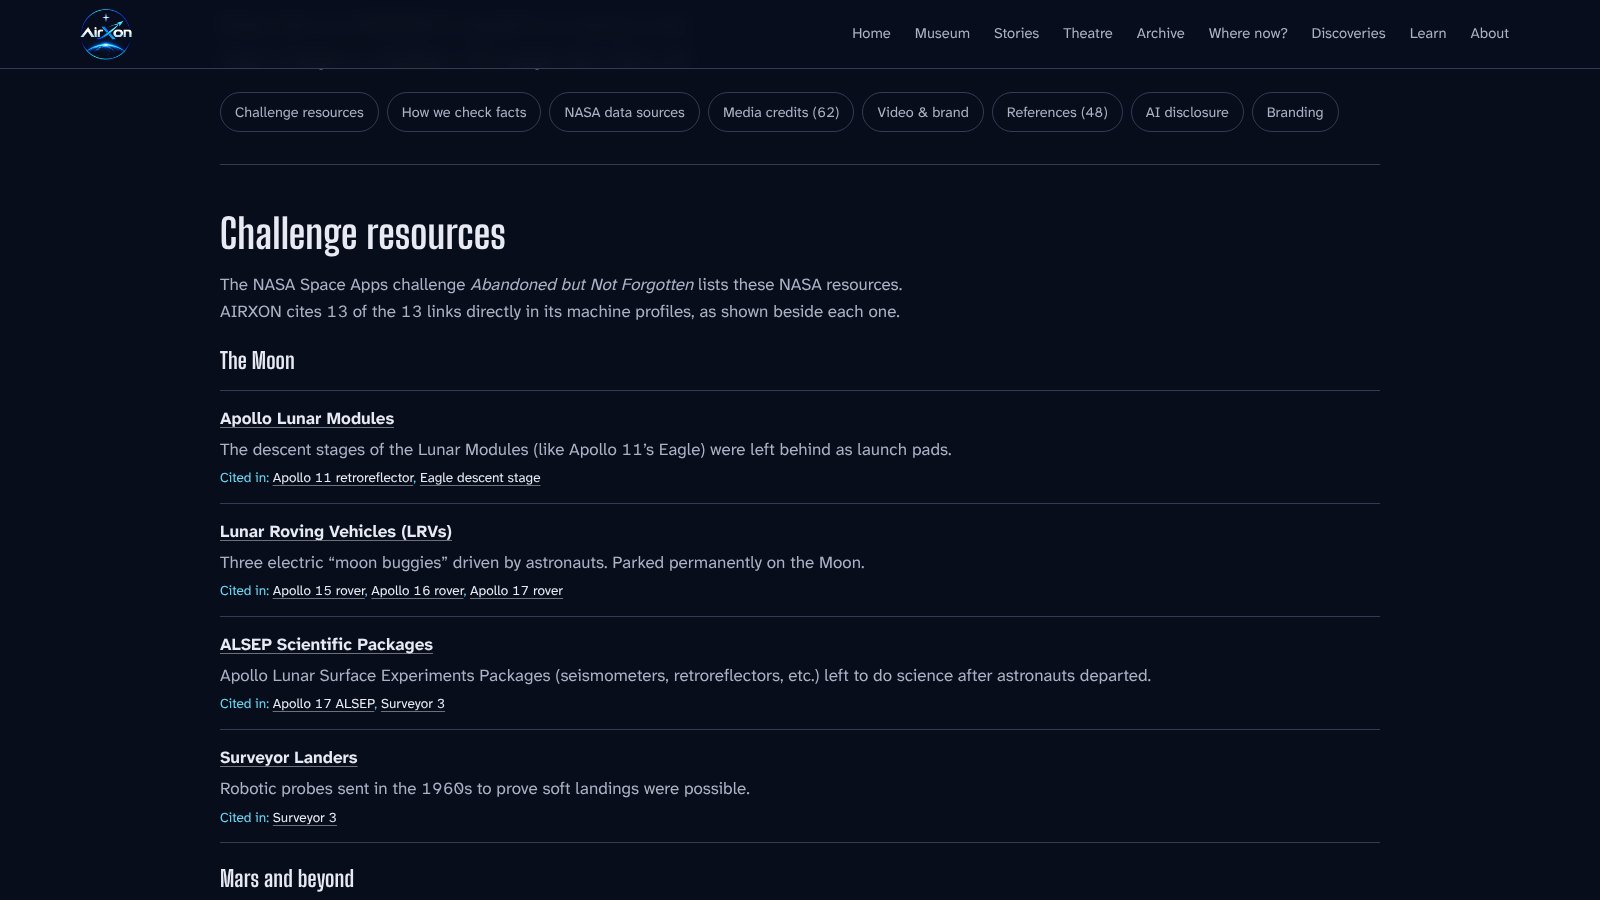 AirXon
Home
Museum
Stories
Theatre
Archive
Where now?
Discoveries
Learn
About
Challenge resources
How we check facts
NASA data sources
Media credits (62)
Video & brand
References (48)
AI disclosure
Branding
Challenge resources
The NASA Space Apps challenge Abandoned but Not Forgotten lists these NASA resources.
AIRXON cites 13 of the 13 links directly in its machine profiles, as shown beside each one.
The Moon
Apollo Lunar Modules
The descent stages of the Lunar Modules (like Apollo 11’s Eagle) were left behind as launch pads.
Cited in: Apollo 11 retroreflector, Eagle descent stage
Lunar Roving Vehicles (LRVs)
Three electric “moon buggies” driven by astronauts. Parked permanently on the Moon.
Cited in: Apollo 15 rover, Apollo 16 rover, Apollo 17 rover
ALSEP Scientific Packages
Apollo Lunar Surface Experiments Packages (seismometers, retroreflectors, etc.) left to do science after astronauts departed.
Cited in: Apollo 17 ALSEP, Surveyor 3
Surveyor Landers
Robotic probes sent in the 1960s to prove soft landings were possible.
Cited in: Surveyor 3
Mars and beyond